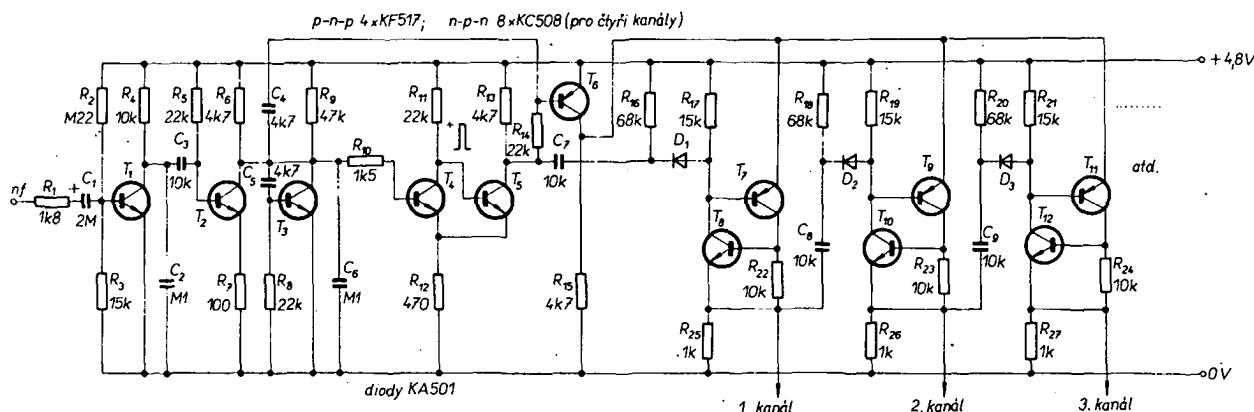 p-n-p 4xKF517; n-p-n 8xKC508 (pro čtyři kanály)
+4,8V
R2 M22
R4 10k
R5 22k
R6 4k7
C4 4k7
R9 47k
R11 22k
R13 4k7
T6
R14 22k
R16 68k
R17 15k
R18 68k
R19 15k
R20 68k
R21 15k
nf
R1 1k8
+ C1 2M
T1
C3 10k
T2
C5 4k7
T3
R10 1k5
+
T4
T5
C7 10k
D1
D2
D3
T7
T8
T9
T10
T11
T12
atd.
R3 15k
C2 M1
R7 100
R8 22k
C6 M1
R12 470
R15 4k7
R22 10k
C8 10k
R23 10k
C9 10k
R24 10k
R25 1k
R26 1k
R27 1k
0V
diody KA501
1. kanál
2. kanál
3. kanál